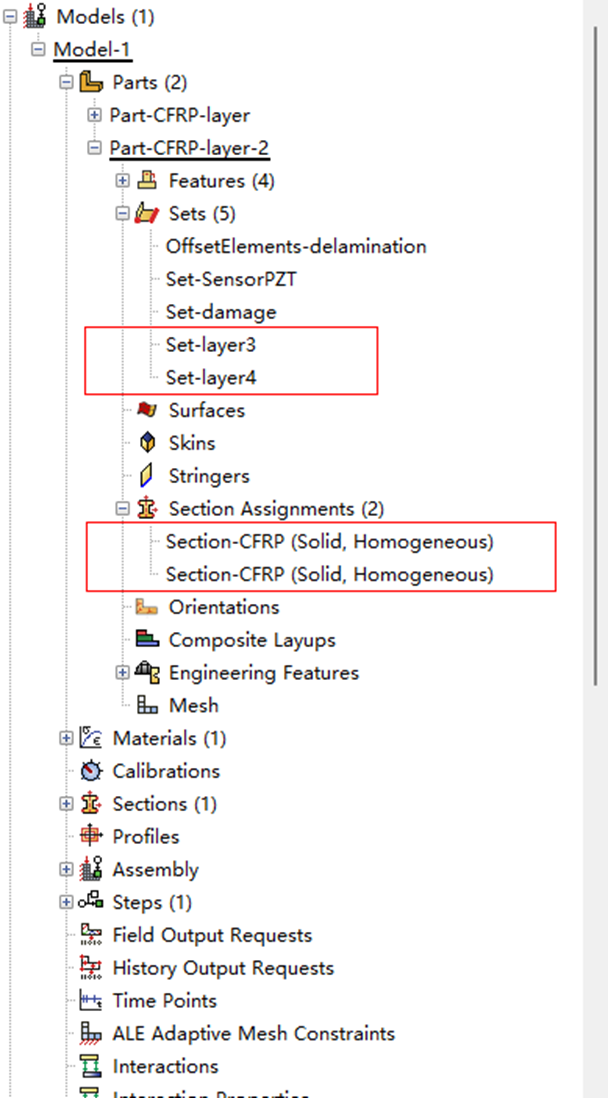 Models (1)
Model-1
Parts (2)
Part-CFRP-layer
Part-CFRP-layer-2
Features (4)
Sets (5)
OffsetElements-delamination
Set-SensorPZT
Set-damage
Set-layer3
Set-layer4
Surfaces
Skins
Stringers
Section Assignments (2)
Section-CFRP (Solid, Homogeneous)
Section-CFRP (Solid, Homogeneous)
Orientations
Composite Layups
Engineering Features
Mesh
Materials (1)
Calibrations
Sections (1)
Profiles
Assembly
Steps (1)
Field Output Requests
History Output Requests
Time Points
ALE Adaptive Mesh Constraints
Interactions
Interaction Properties